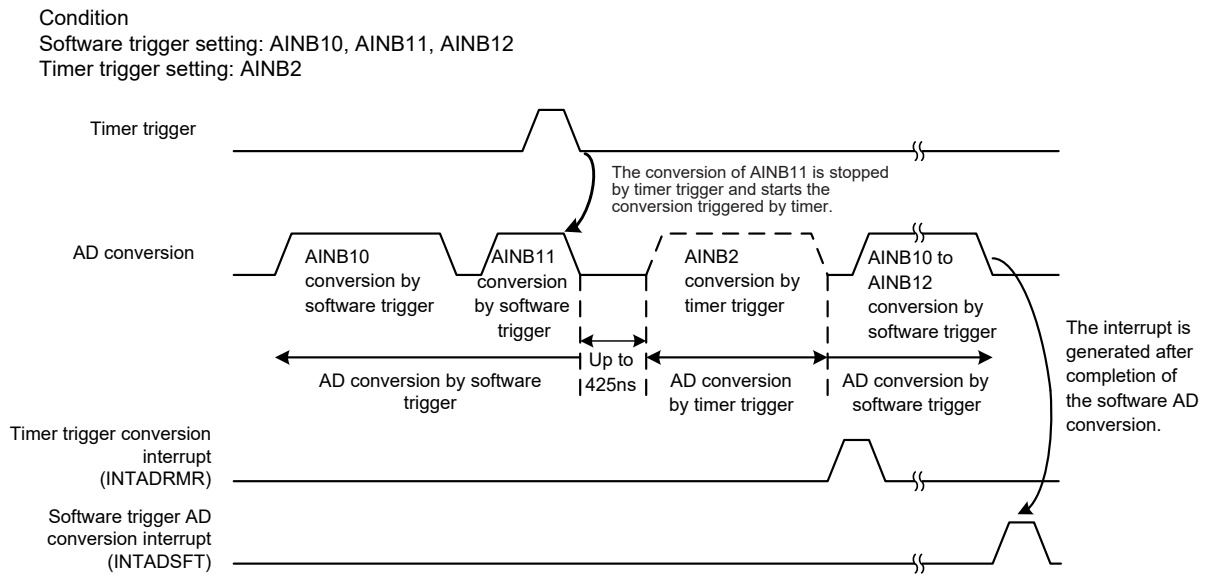 Condition
Software trigger setting: AINB10, AINB11, AINB12
Timer trigger setting: AINB2
Timer trigger
The conversion of AINB11 is stopped
by timer trigger and starts the
conversion triggered by timer.
AD conversion
AINB10
conversion by
software trigger
AINB11
conversion
by software
trigger
AINB2
conversion by
timer trigger
AINB10 to
AINB12
conversion by
software trigger
The interrupt is
generated after
completion of
the software AD
conversion.
AD conversion by software
trigger
Up to
425ns
AD conversion
by timer trigger
AD conversion by
software trigger
Timer trigger conversion
interrupt
(INTADRMR)
Software trigger AD
conversion interrupt
(INTADSFT)